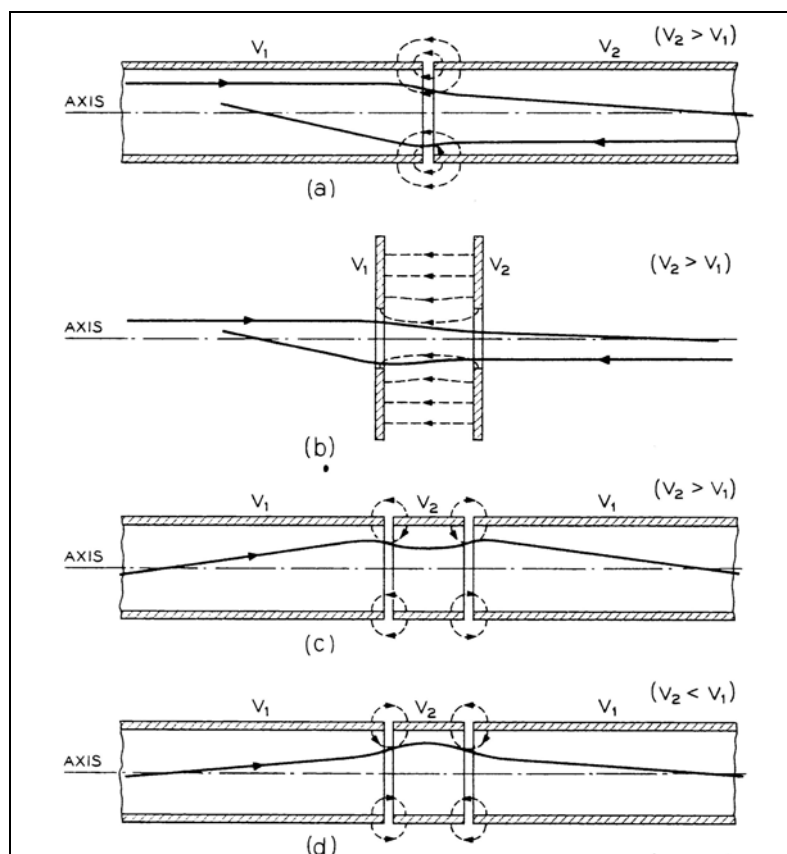 V₁ V₂ (V₂ > V₁)
AXIS
(a)
V₁ V₂ (V₂ > V₁)
AXIS
(b)
V₁ V₂ V₁ (V₂ > V₁)
AXIS
(c)
V₁ V₂ V₁ (V₂ < V₁)
AXIS
(d)